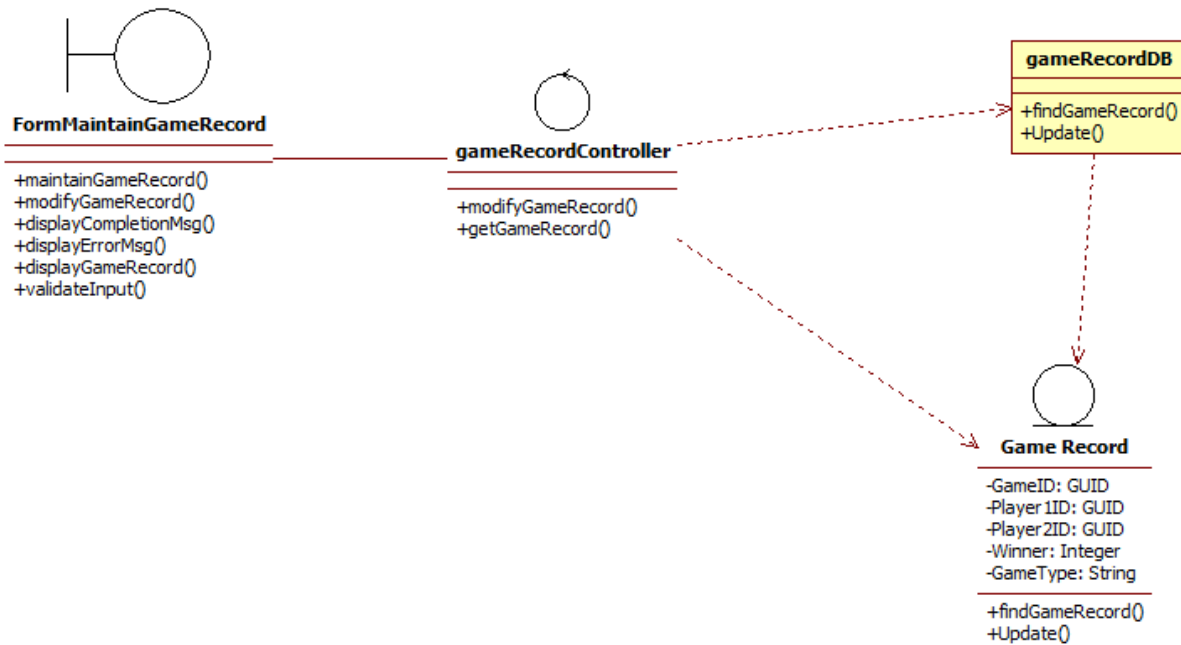 FormMaintainGameRecord
+maintainGameRecord()
+modifyGameRecord()
+displayCompletionMsg()
+displayErrorMsg()
+displayGameRecord()
+validateInput()
gameRecordController
+modifyGameRecord()
+getGameRecord()
gameRecordDB
+findGameRecord()
+Update()
Game Record
-GameID: GUID
-Player1ID: GUID
-Player2ID: GUID
-Winner: Integer
-GameType: String
+findGameRecord()
+Update()